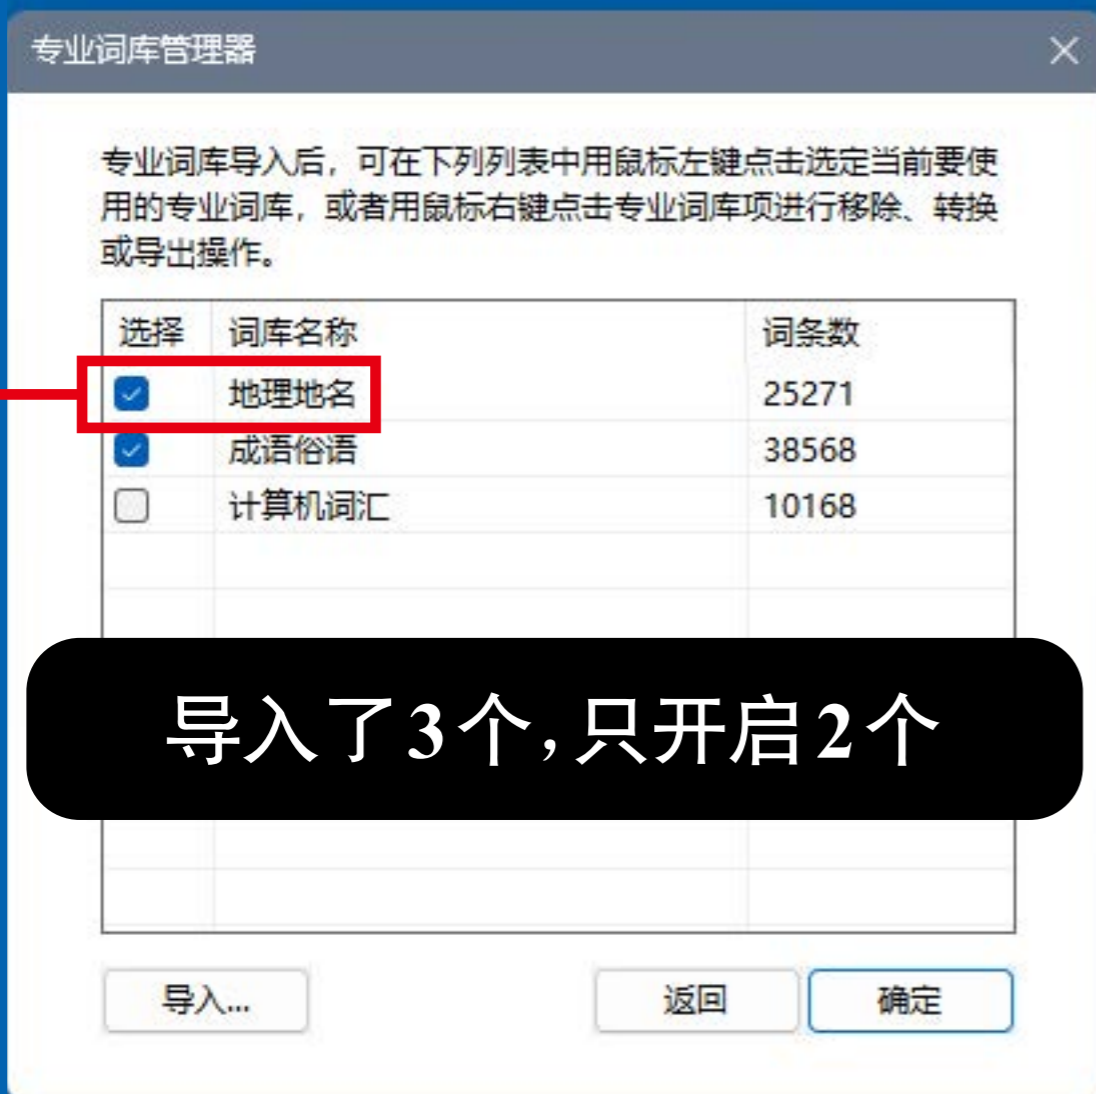 专业词库管理器
专业词库导入后，可在下列列表中用鼠标左键点击选定当前要使
用的专业词库，或者用鼠标右键点击专业词库项进行移除、转换
或导出操作。
选择 词库名称 词条数
地理地名 25271
成语俗语 38568
计算机词汇 10168
导入了3个，只开启2个
导入... 返回 确定